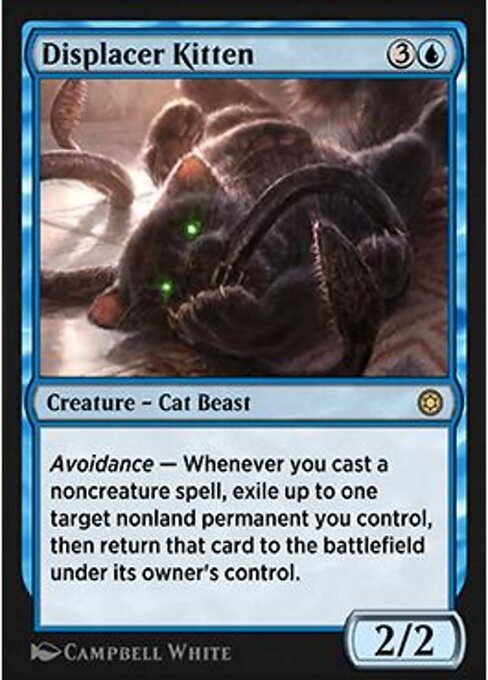 Displacer Kitten 3
Creature – Cat Beast
Avoidance — Whenever you cast a
noncreature spell, exile up to one
target nonland permanent you control,
then return that card to the battlefield
under its owner's control.
2/2
CAMPBELL WHITE